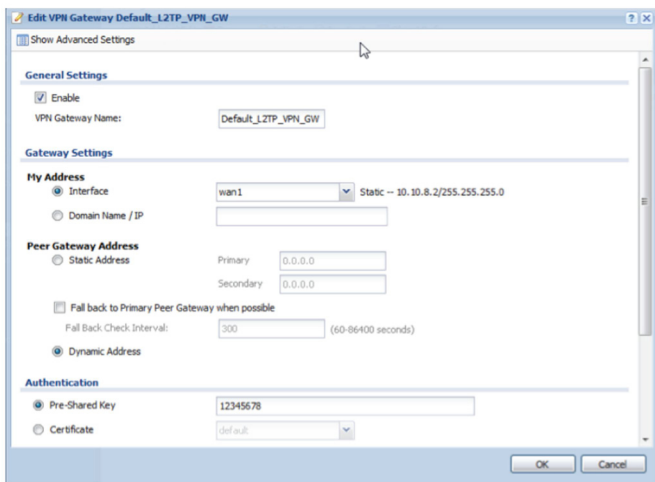 Edit VPN Gateway Default_L2TP_VPN_GW
Show Advanced Settings
General Settings
Enable
VPN Gateway Name: Default_L2TP_VPN_GW
Gateway Settings
My Address
Interface wan1 Static -- 10.10.8.2/255.255.255.0
Domain Name / IP
Peer Gateway Address
Static Address Primary 0.0.0.0
Secondary 0.0.0.0
Fall back to Primary Peer Gateway when possible
Fall Back Check Interval: 300 (60-86400 seconds)
Dynamic Address
Authentication
Pre-Shared Key 12345678
Certificate default
OK Cancel